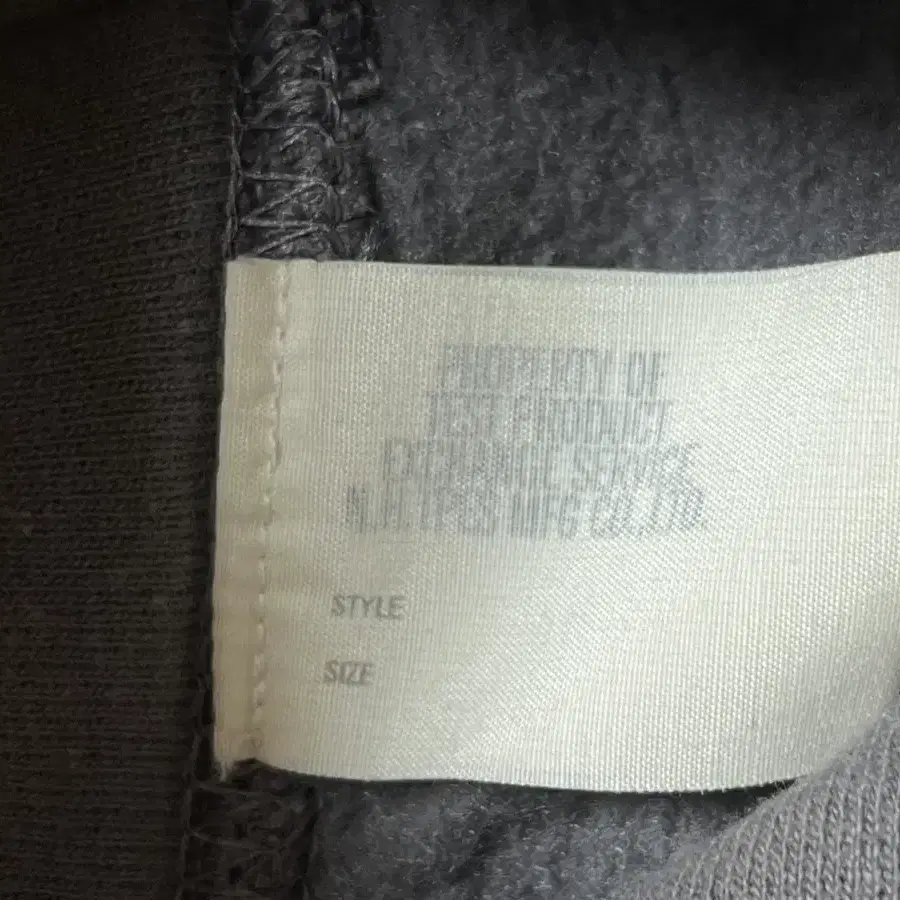 PROPERTY OF
TEST PRODUCT
EXCHANGE SERVICE
MFG CO., LTD.
STYLE
SIZE